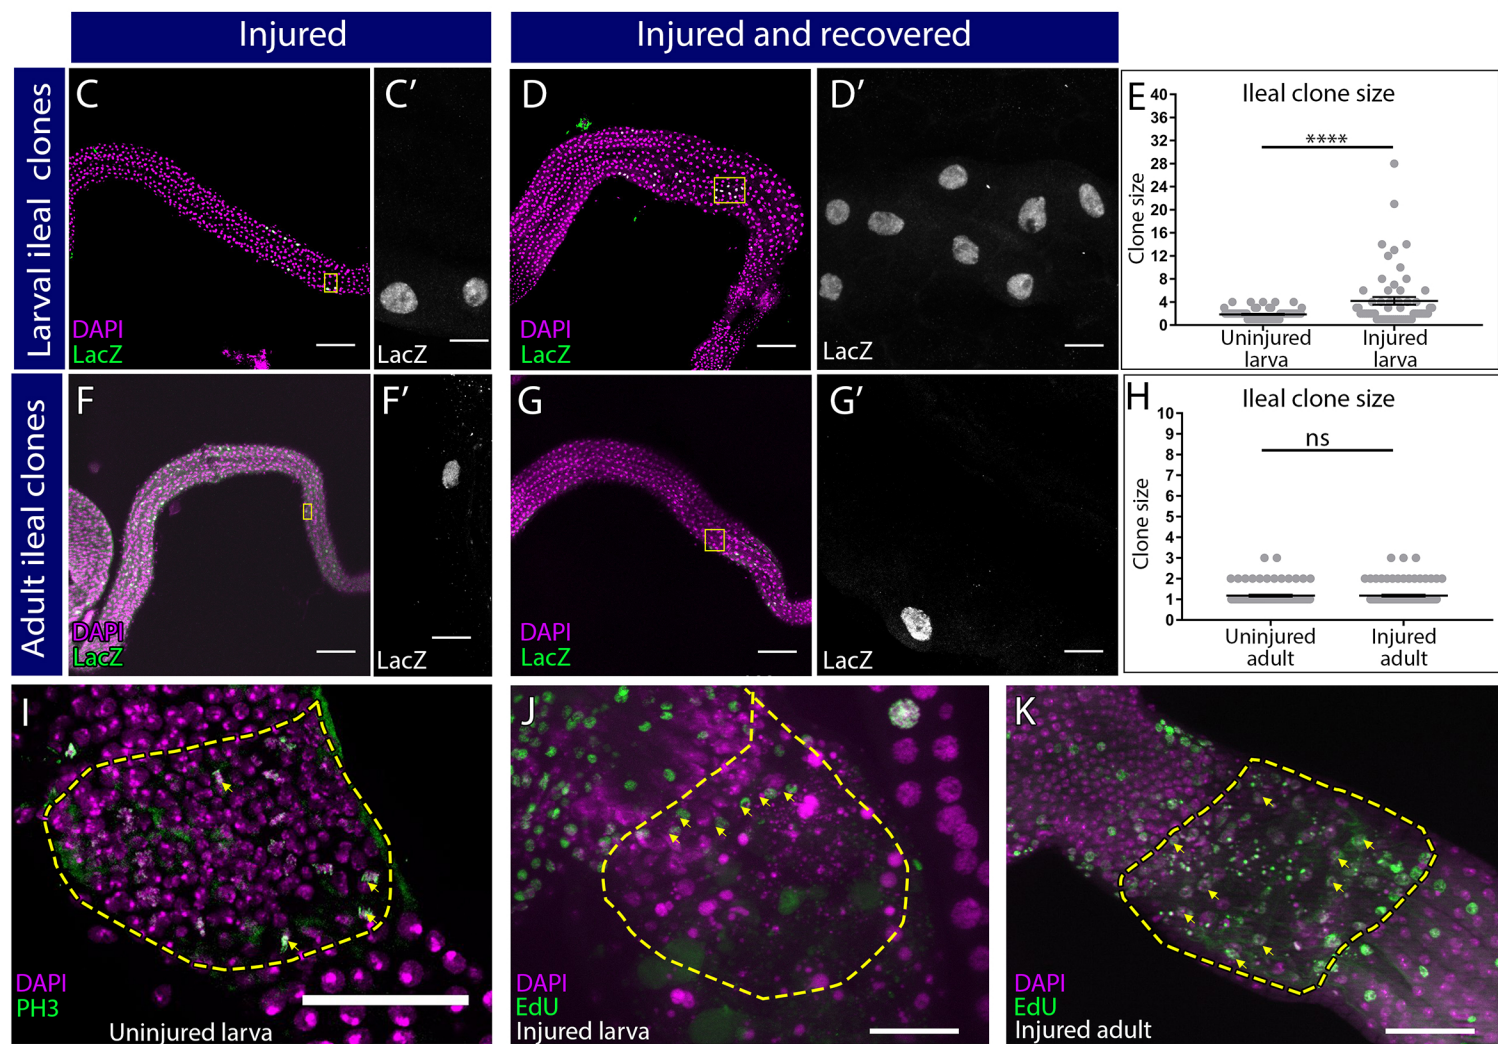 Injured
Injured and recovered
Larval ileal clones
C
DAPI
LacZ
C’
LacZ
D
DAPI
LacZ
D’
LacZ
E
Ileal clone size
Clone size
40
36
32
28
24
20
16
12
8
4
0
****
Uninjured
larva
Injured
larva
Adult ileal clones
F
DAPI
LacZ
F’
LacZ
G
DAPI
LacZ
G’
LacZ
H
Ileal clone size
Clone size
10
9
8
7
6
5
4
3
2
1
0
ns
Uninjured
adult
Injured
adult
I
DAPI
PH3
Uninjured larva
J
DAPI
EdU
Injured larva
K
DAPI
EdU
Injured adult